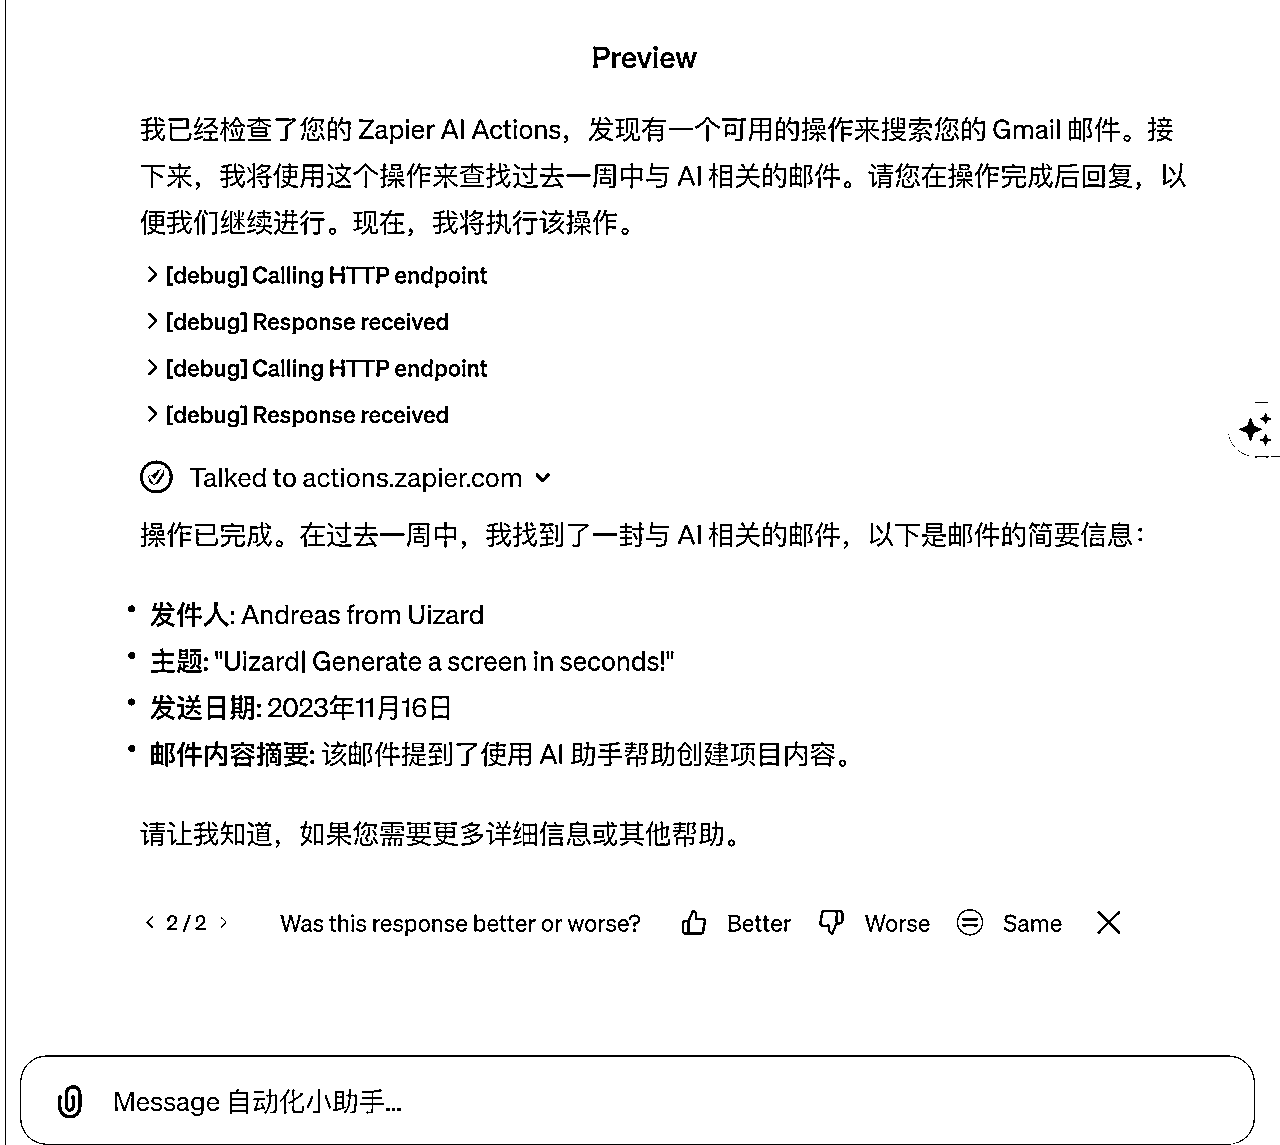 Preview
我已经检查了您的 Zapier AI Actions，发现有一个可用的操作来搜索您的 Gmail 邮件。接
下来，我将使用这个操作来查找过去一周中与 AI 相关的邮件。请您在操作完成后回复，以
便我们继续进行。现在，我将执行该操作。
[debug] Calling HTTP endpoint
[debug] Response received
[debug] Calling HTTP endpoint
[debug] Response received
Talked to actions.zapier.com
操作已完成。在过去一周中，我找到了一封与 AI 相关的邮件，以下是邮件的简要信息：
• 发件人: Andreas from Uizard
• 主题: "Uizard| Generate a screen in seconds!"
• 发送日期: 2023年11月16日
• 邮件内容摘要: 该邮件提到了使用 AI 助手帮助创建项目内容。
请让我知道，如果您需要更多详细信息或其他帮助。
2 / 2 Was this response better or worse? Better Worse Same
Message 自动化小助手...